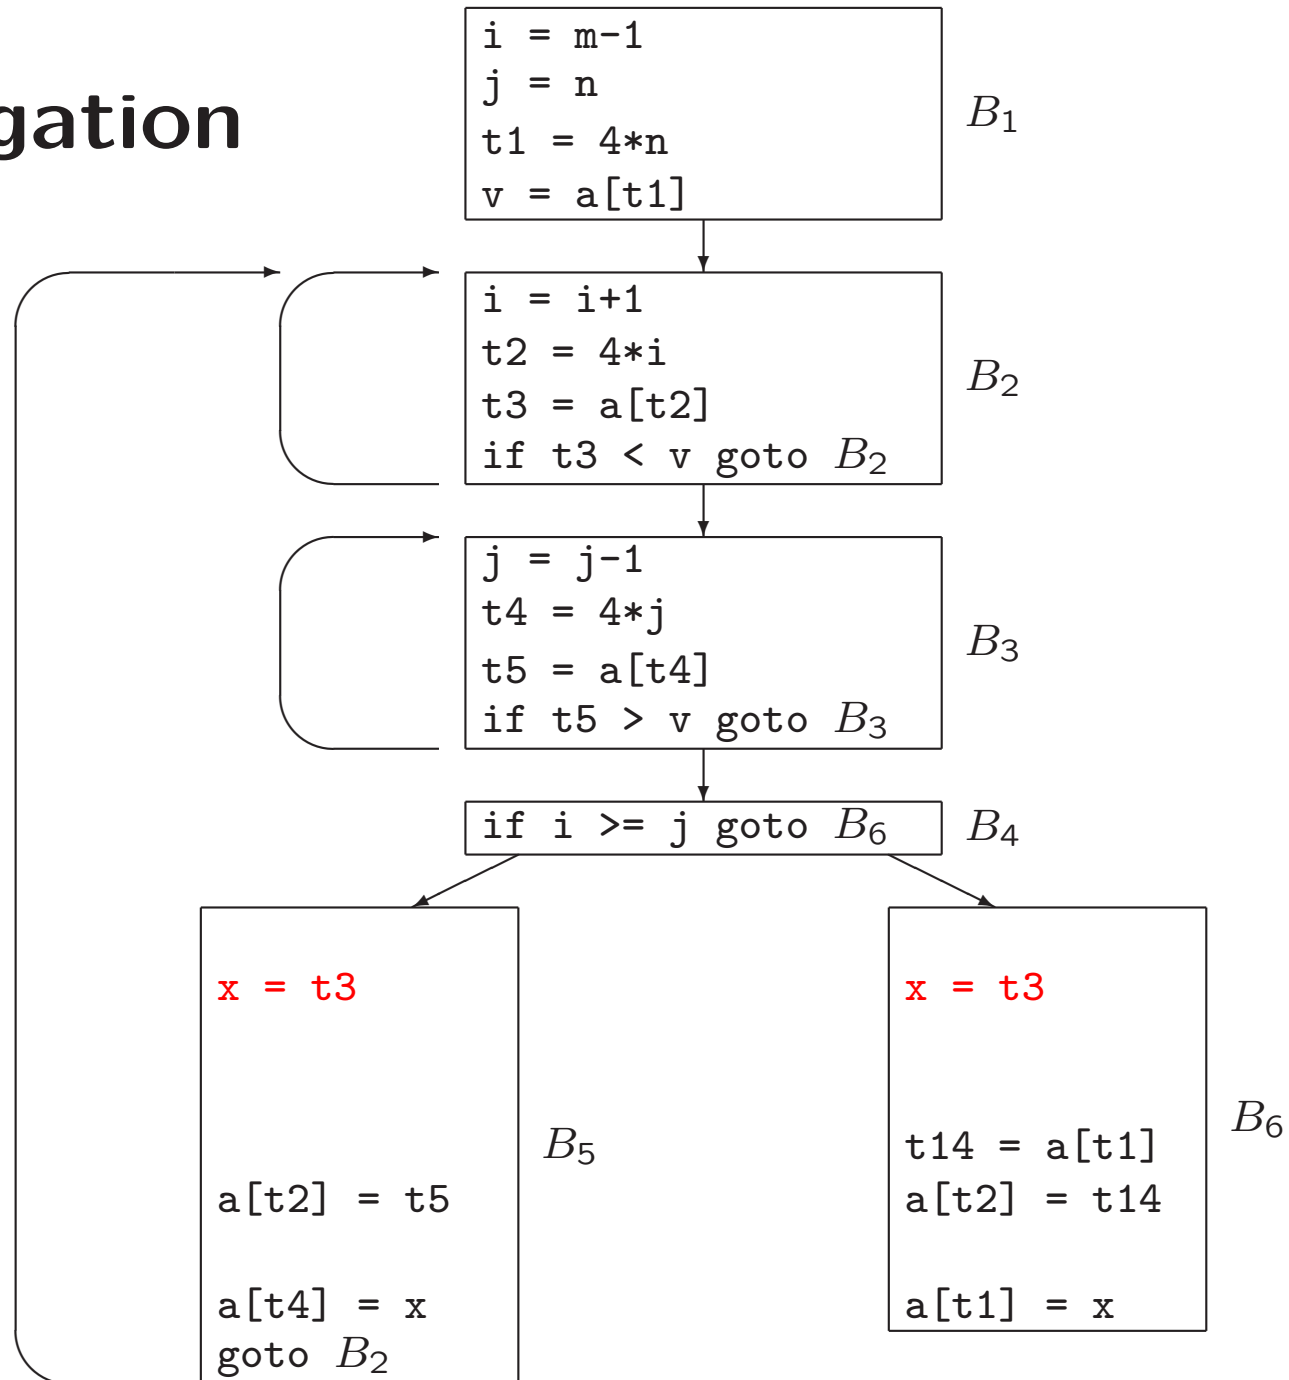 gation
i = m-1
j = n
t1 = 4*n
v = a[t1]
B₁
i = i+1
t2 = 4*i
t3 = a[t2]
if t3 < v goto B₂
B₂
j = j-1
t4 = 4*j
t5 = a[t4]
if t5 > v goto B₃
B₃
if i >= j goto B₆
B₄
x = t3
a[t2] = t5
a[t4] = x
goto B₂
B₅
x = t3
t14 = a[t1]
a[t2] = t14
a[t1] = x
B₆